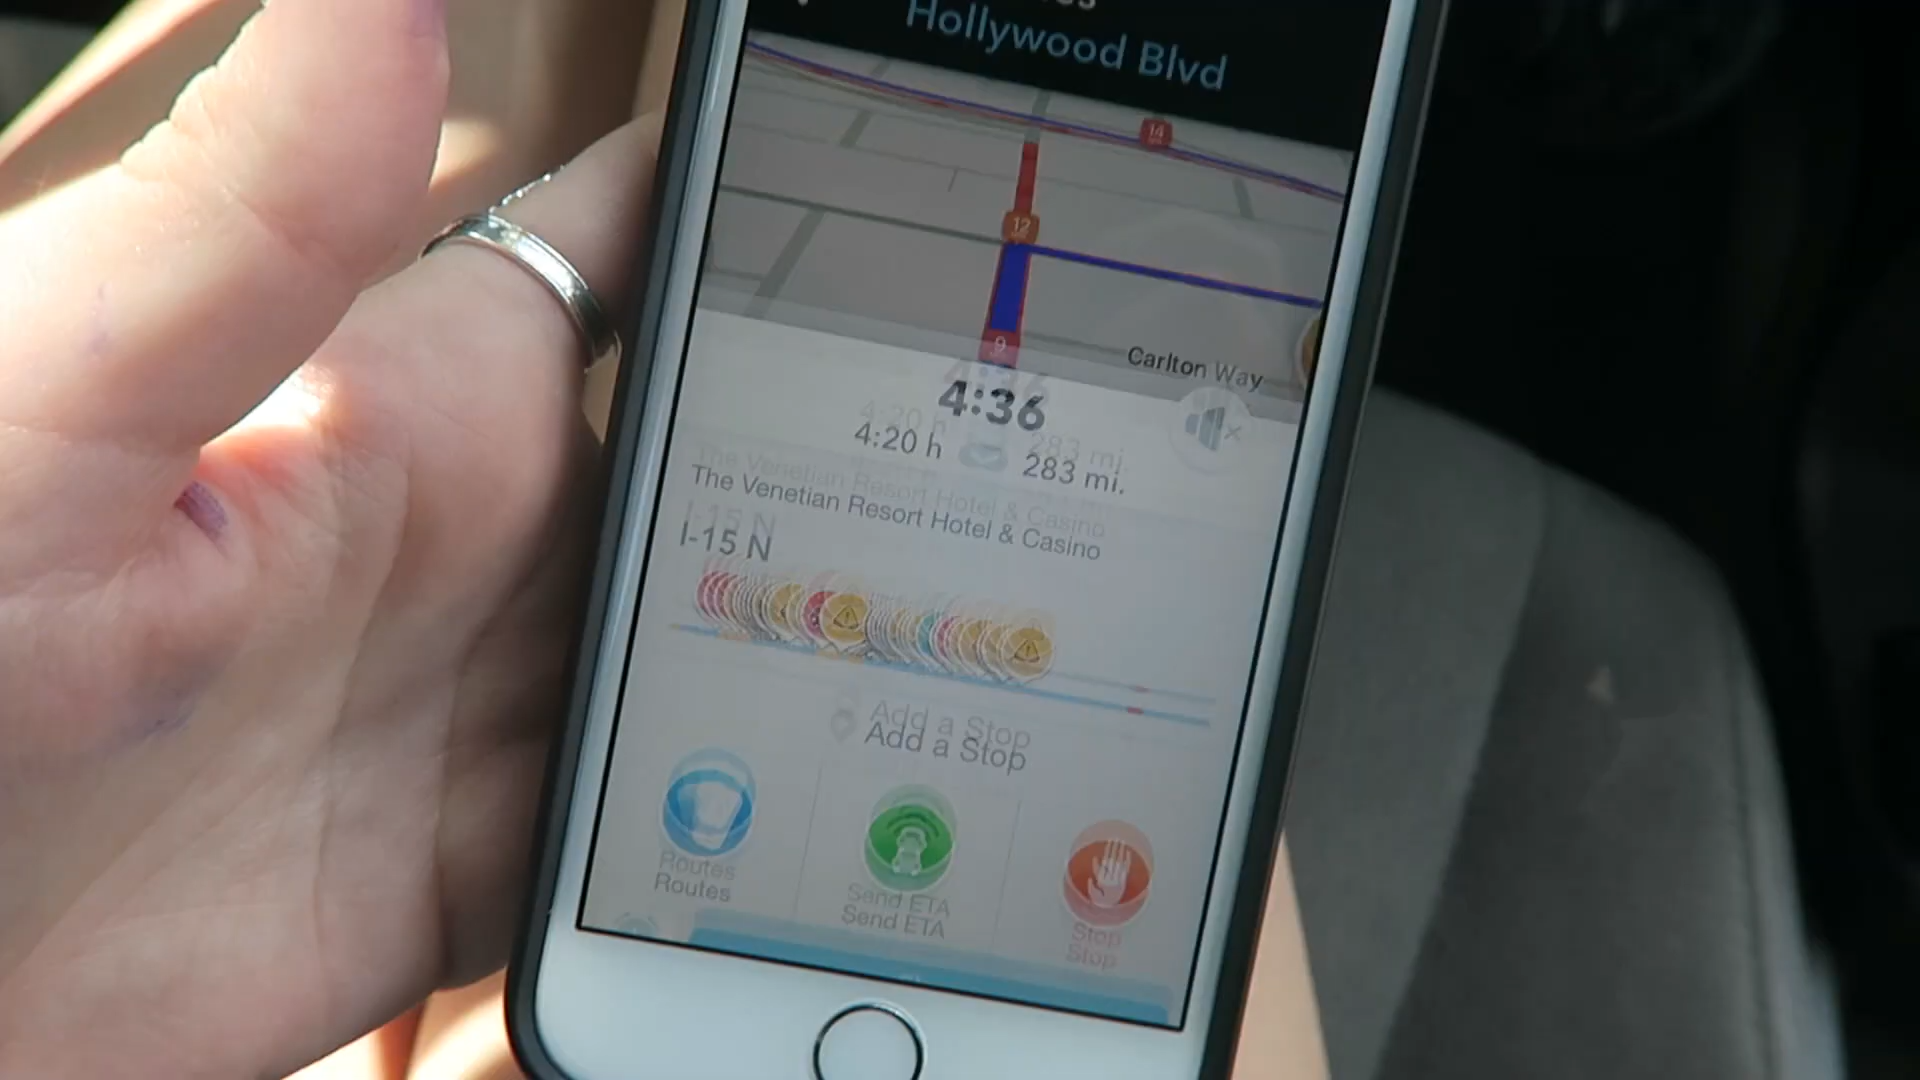 Hollywood Blvd
14
12
9
Carlton Way
4:36
4:20 h
283 mi.
The Venetian Resort Hotel & Casino
I-15 N
Add a Stop
Routes
Send ETA
Stop